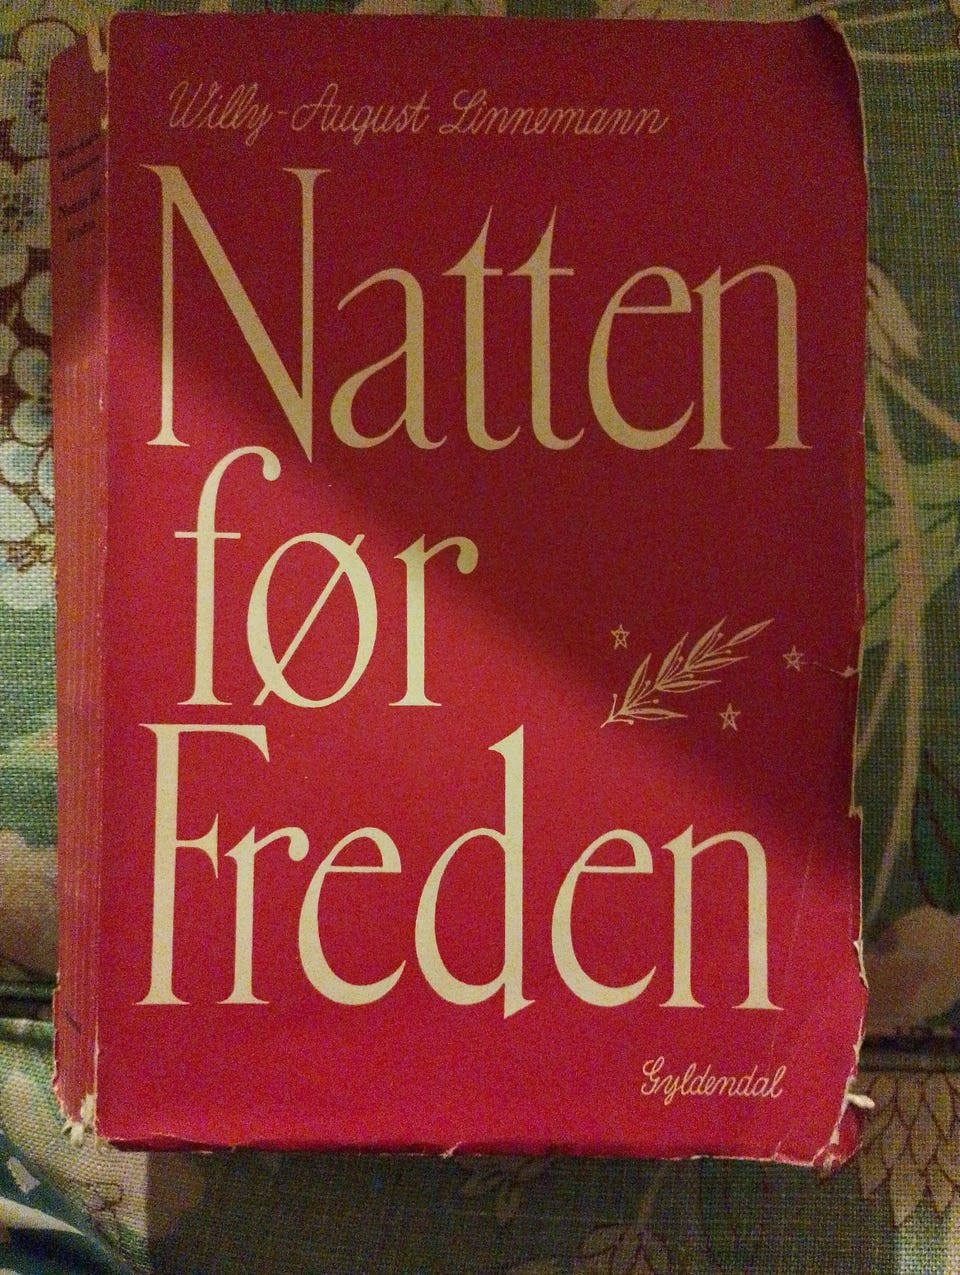 Willy-August Linnemann
Natten
før
Freden
Gyldendal